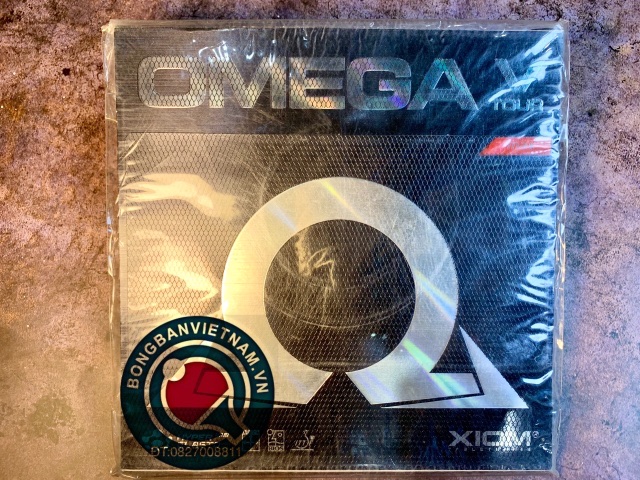 OMEGA V
TOUR
BONGBANVIETNAM.VN
ĐT:0827008811
XIOM